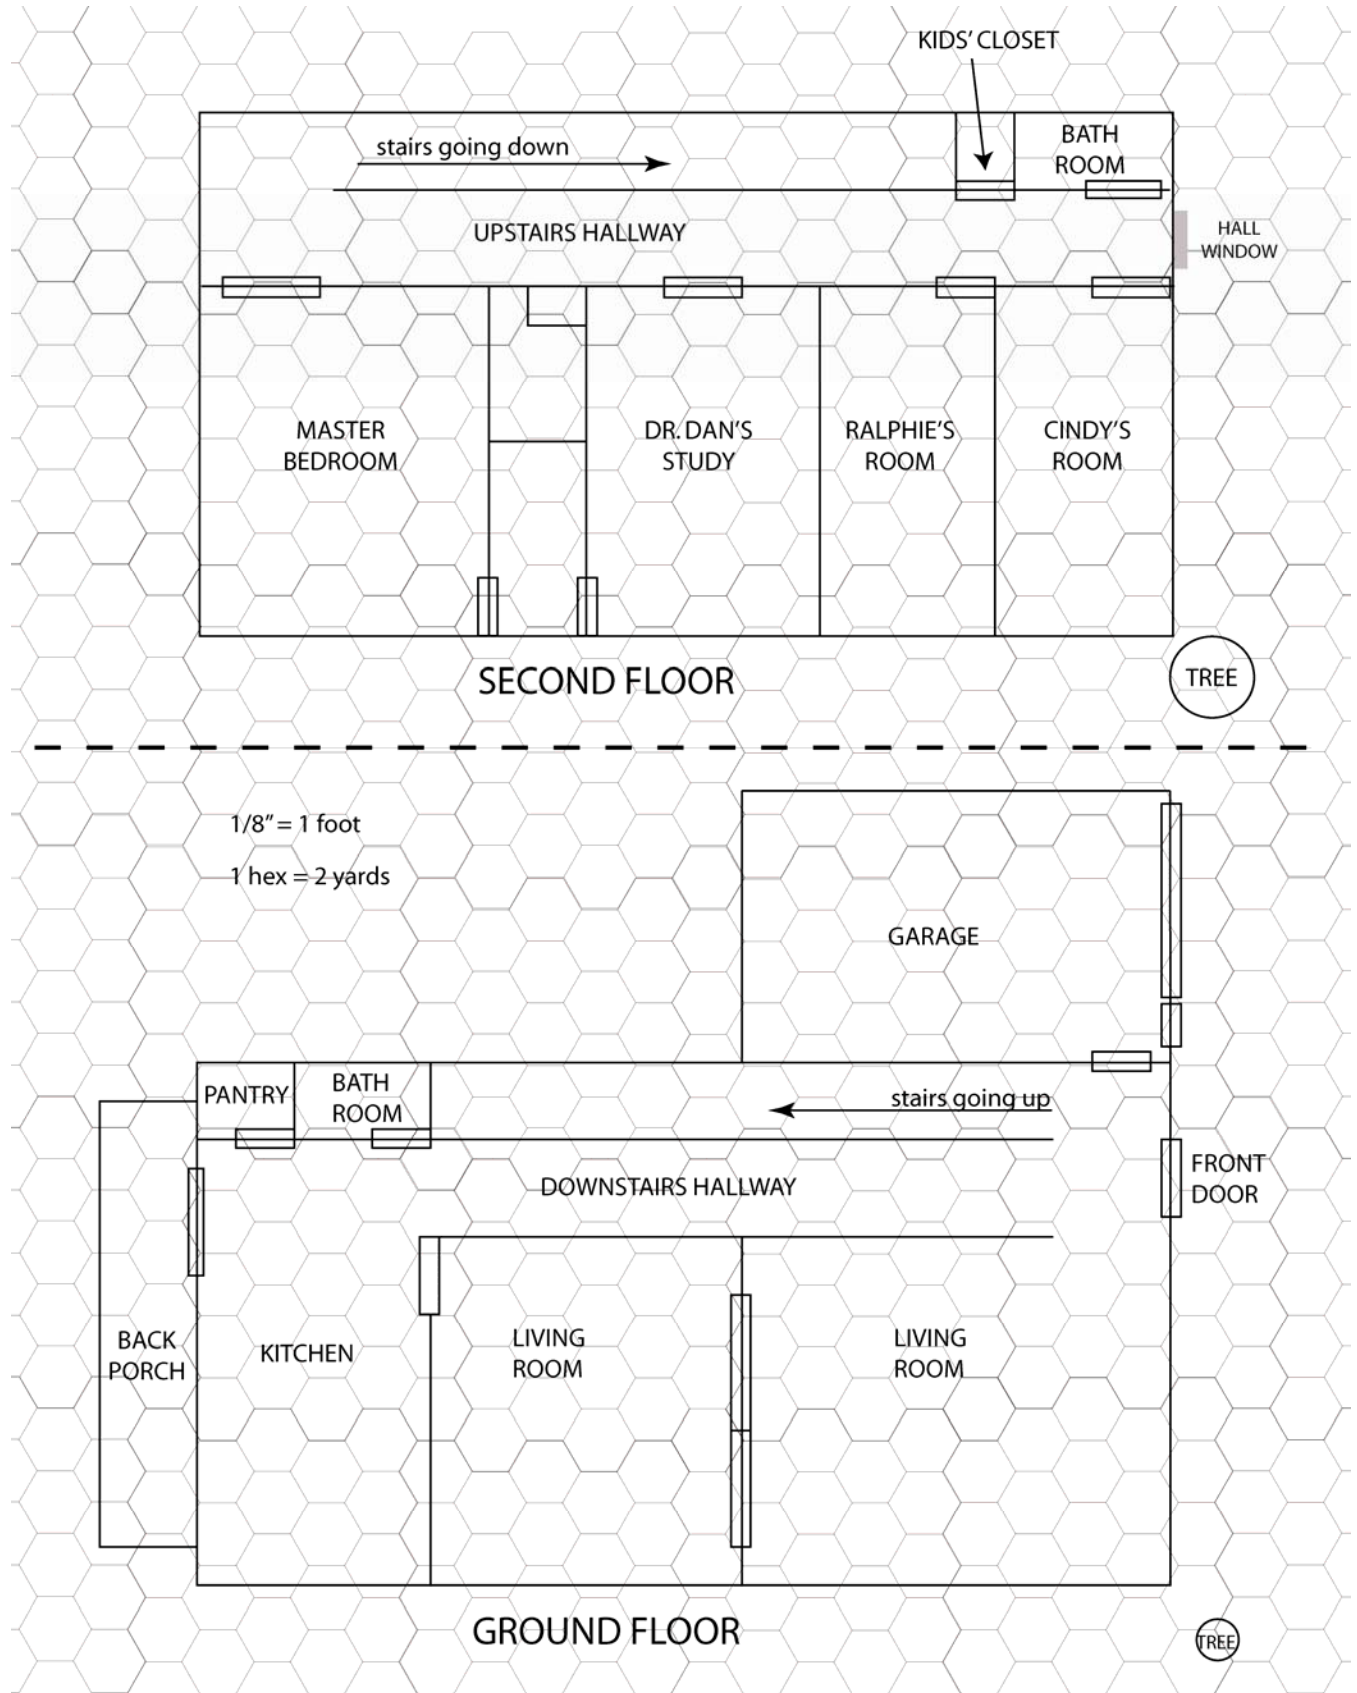 KIDS' CLOSET
BATH
ROOM
stairs going down
UPSTAIRS HALLWAY
HALL
WINDOW
MASTER
BEDROOM
DR. DAN'S
STUDY
RALPHIE'S
ROOM
CINDY'S
ROOM
SECOND FLOOR
TREE
1/8" = 1 foot
1 hex = 2 yards
GARAGE
PANTRY
BATH
ROOM
stairs going up
FRONT
DOOR
DOWNSTAIRS HALLWAY
BACK
PORCH
KITCHEN
LIVING
ROOM
LIVING
ROOM
GROUND FLOOR
TREE